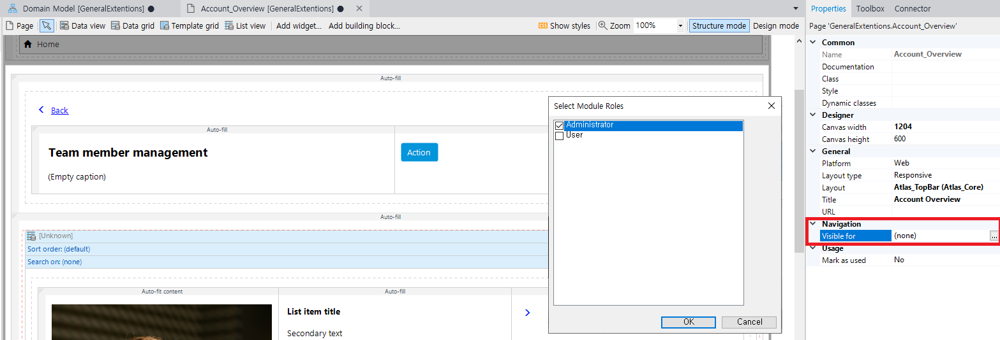 Domain Model [GeneralExtentions]
Account_Overview [GeneralExtentions]
Properties Toolbox Connector
Page Data view Data grid Template grid List view Add widget... Add building block... Show styles Zoom 100% Structure mode Design mode
Page 'GeneralExtentions.Account_Overview'
Home
Auto-fill
Back
Auto-fill
Team member management
Action
(Empty caption)
Auto-fill
[Unknown]
Sort order: (default)
Search on: (none)
Auto-fit content
Auto-fill
List item title
Secondary text
Select Module Roles
Administrator
User
OK Cancel
Common
Name Account_Overview
Documentation
Class
Style
Dynamic classes
Designer
Canvas width 1204
Canvas height 600
General
Platform Web
Layout type Responsive
Layout Atlas_TopBar (Atlas_Core)
Title Account Overview
URL
Navigation
Visible for (none) ...
Usage
Mark as used No